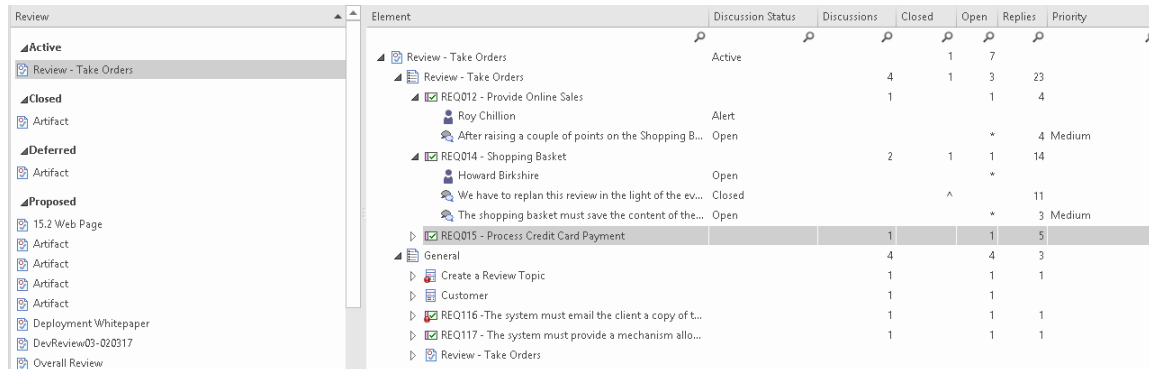 Review
Active
Review - Take Orders
Closed
Artifact
Deferred
Artifact
Proposed
15.2 Web Page
Artifact
Artifact
Artifact
Artifact
Deployment Whitepaper
DevReview03-020317
Overall Review
Element Discussion Status Discussions Closed Open Replies Priority
Review - Take Orders Active 1 7
Review - Take Orders 4 1 3 23
REQ012 - Provide Online Sales 1 1 4
Roy Chillion Alert
After raising a couple of points on the Shopping B... Open * 4 Medium
REQ014 - Shopping Basket 2 1 1 14
Howard Birkshire Open *
We have to replan this review in the light of the ev... Closed ^ 11
The shopping basket must save the content of the... Open * 3 Medium
REQ015 - Process Credit Card Payment 1 1 5
General 4 4 3
Create a Review Topic 1 1 1
Customer 1 1
REQ116 -The system must email the client a copy of t... 1 1 1
REQ117 - The system must provide a mechanism allo... 1 1 1
Review - Take Orders